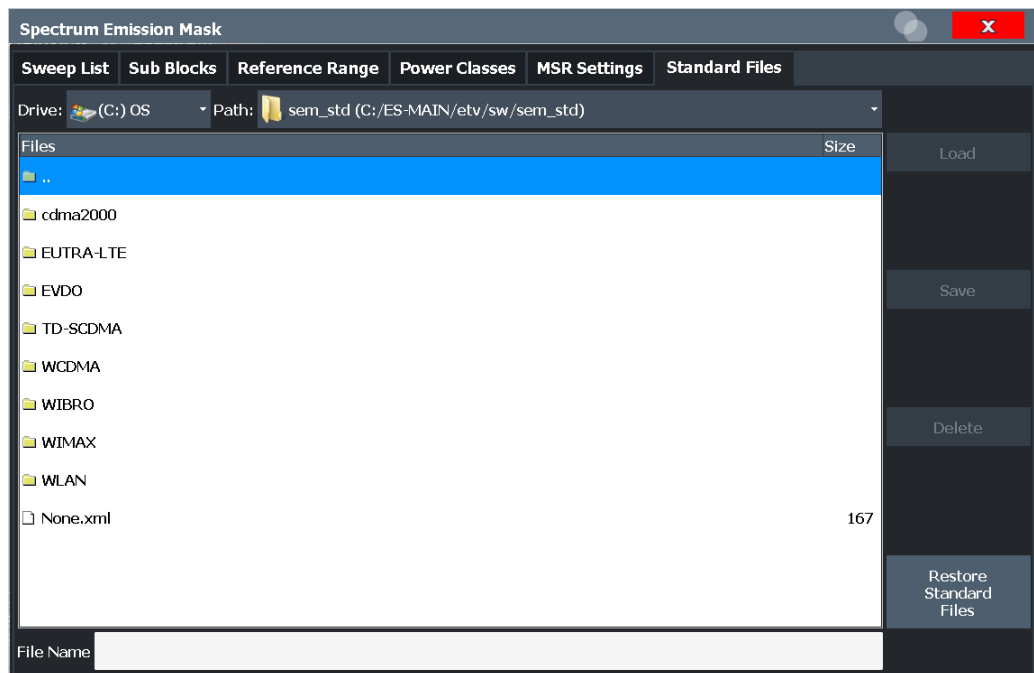 Spectrum Emission Mask
X
Sweep List Sub Blocks Reference Range Power Classes MSR Settings Standard Files
Drive: (C:) OS Path: sem_std (C:/ES-MAIN/etv/sw/sem_std)
Files Size
..
cdma2000
EUTRA-LTE
EVDO
TD-SCDMA
WCDMA
WIBRO
WIMAX
WLAN
None.xml 167
Load
Save
Delete
Restore
Standard
Files
File Name